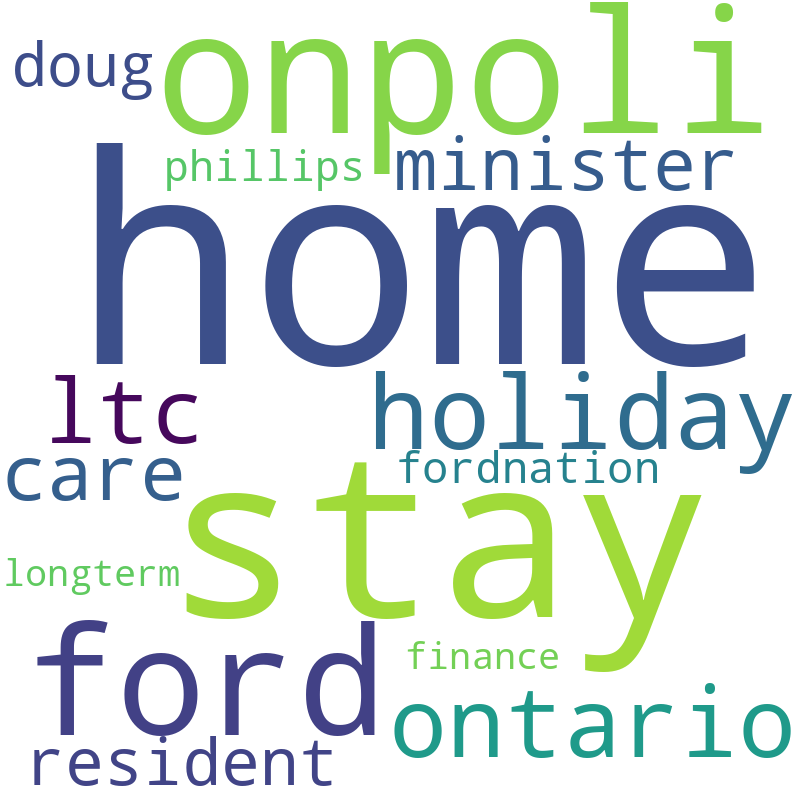 onpoli
doug
minister
phillips
home
ltc
holiday
care
fordnation
stay
longterm
ford
finance
ontario
resident